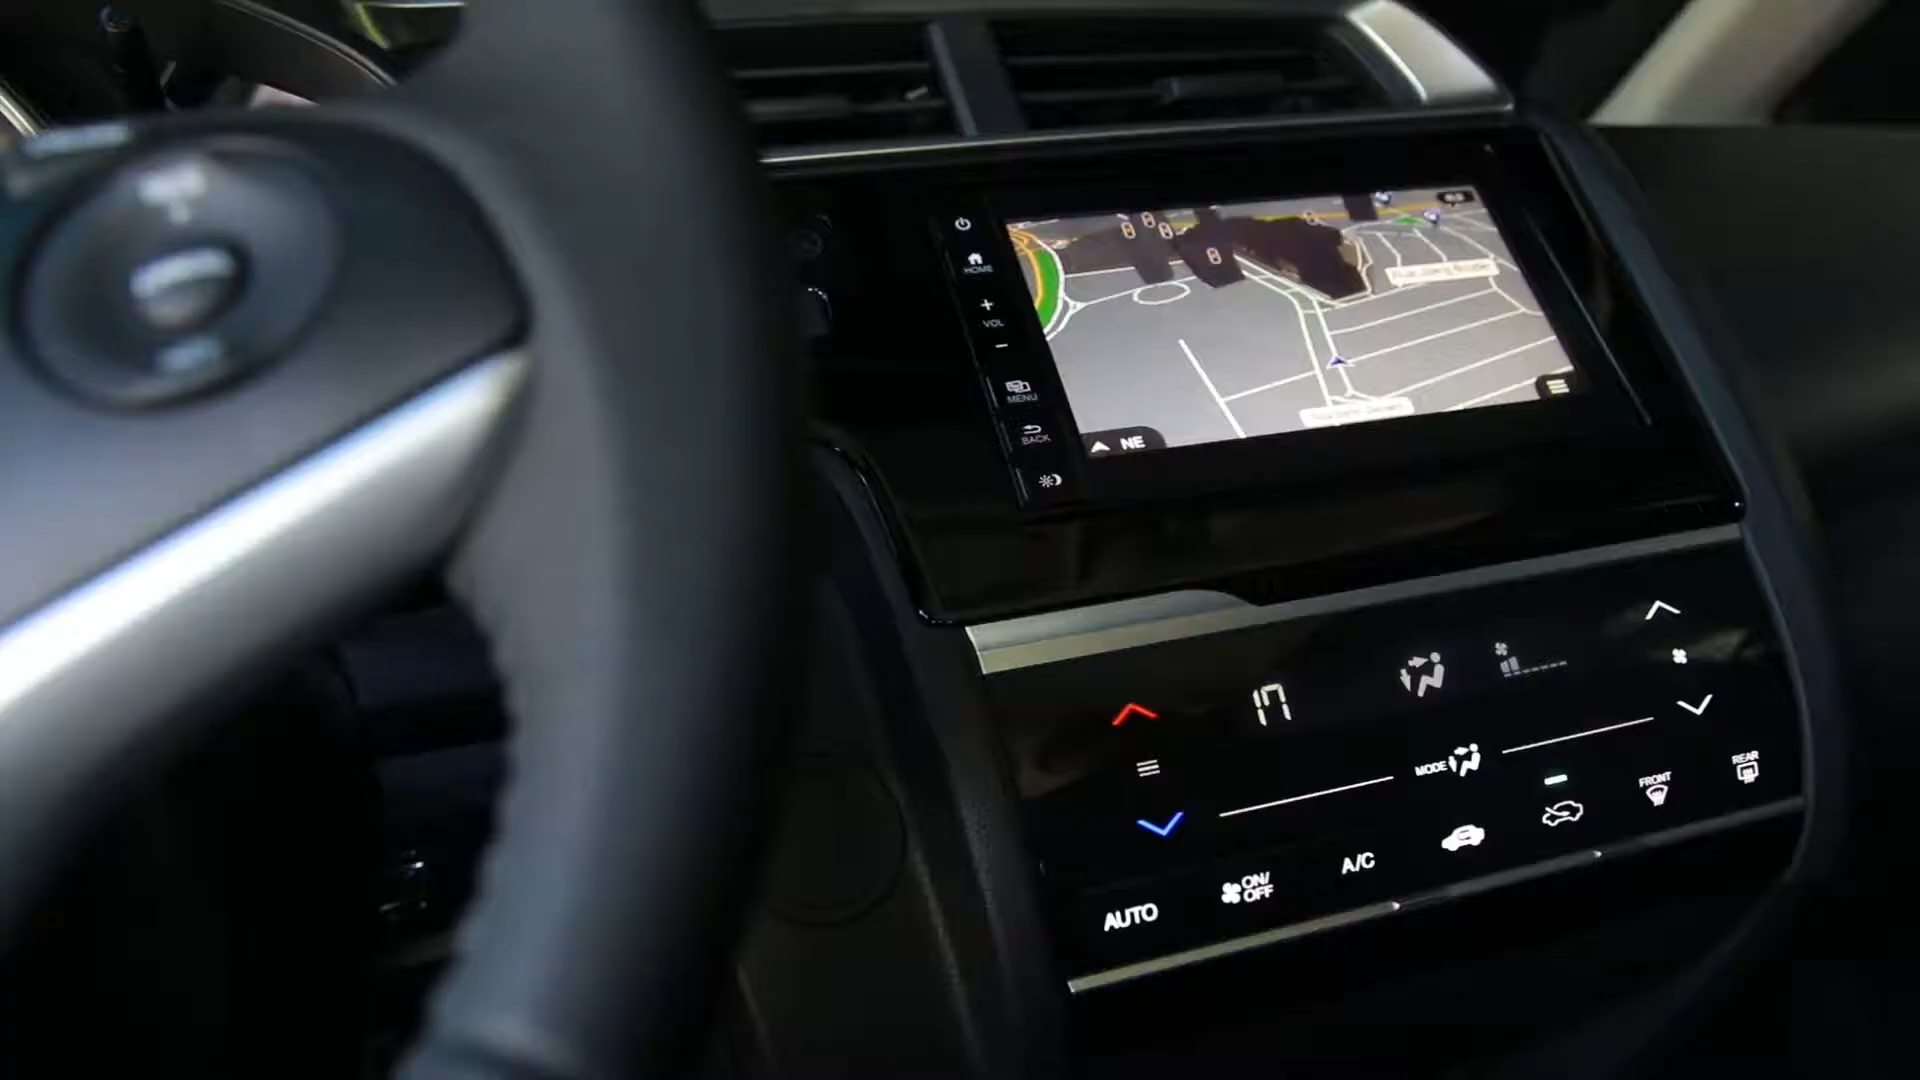 HOME
VOL
MENU
BACK
NE
17
MODE
AUTO
ON/
OFF
A/C
FRONT
REAR